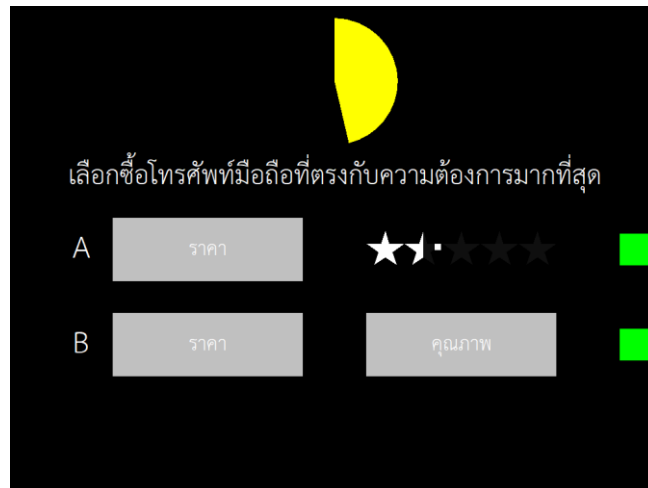 เลือกซื้อโทรศัพท์มือถือที่ตรงกับความต้องการมากที่สุด
A ราคา
B ราคา คุณภาพ